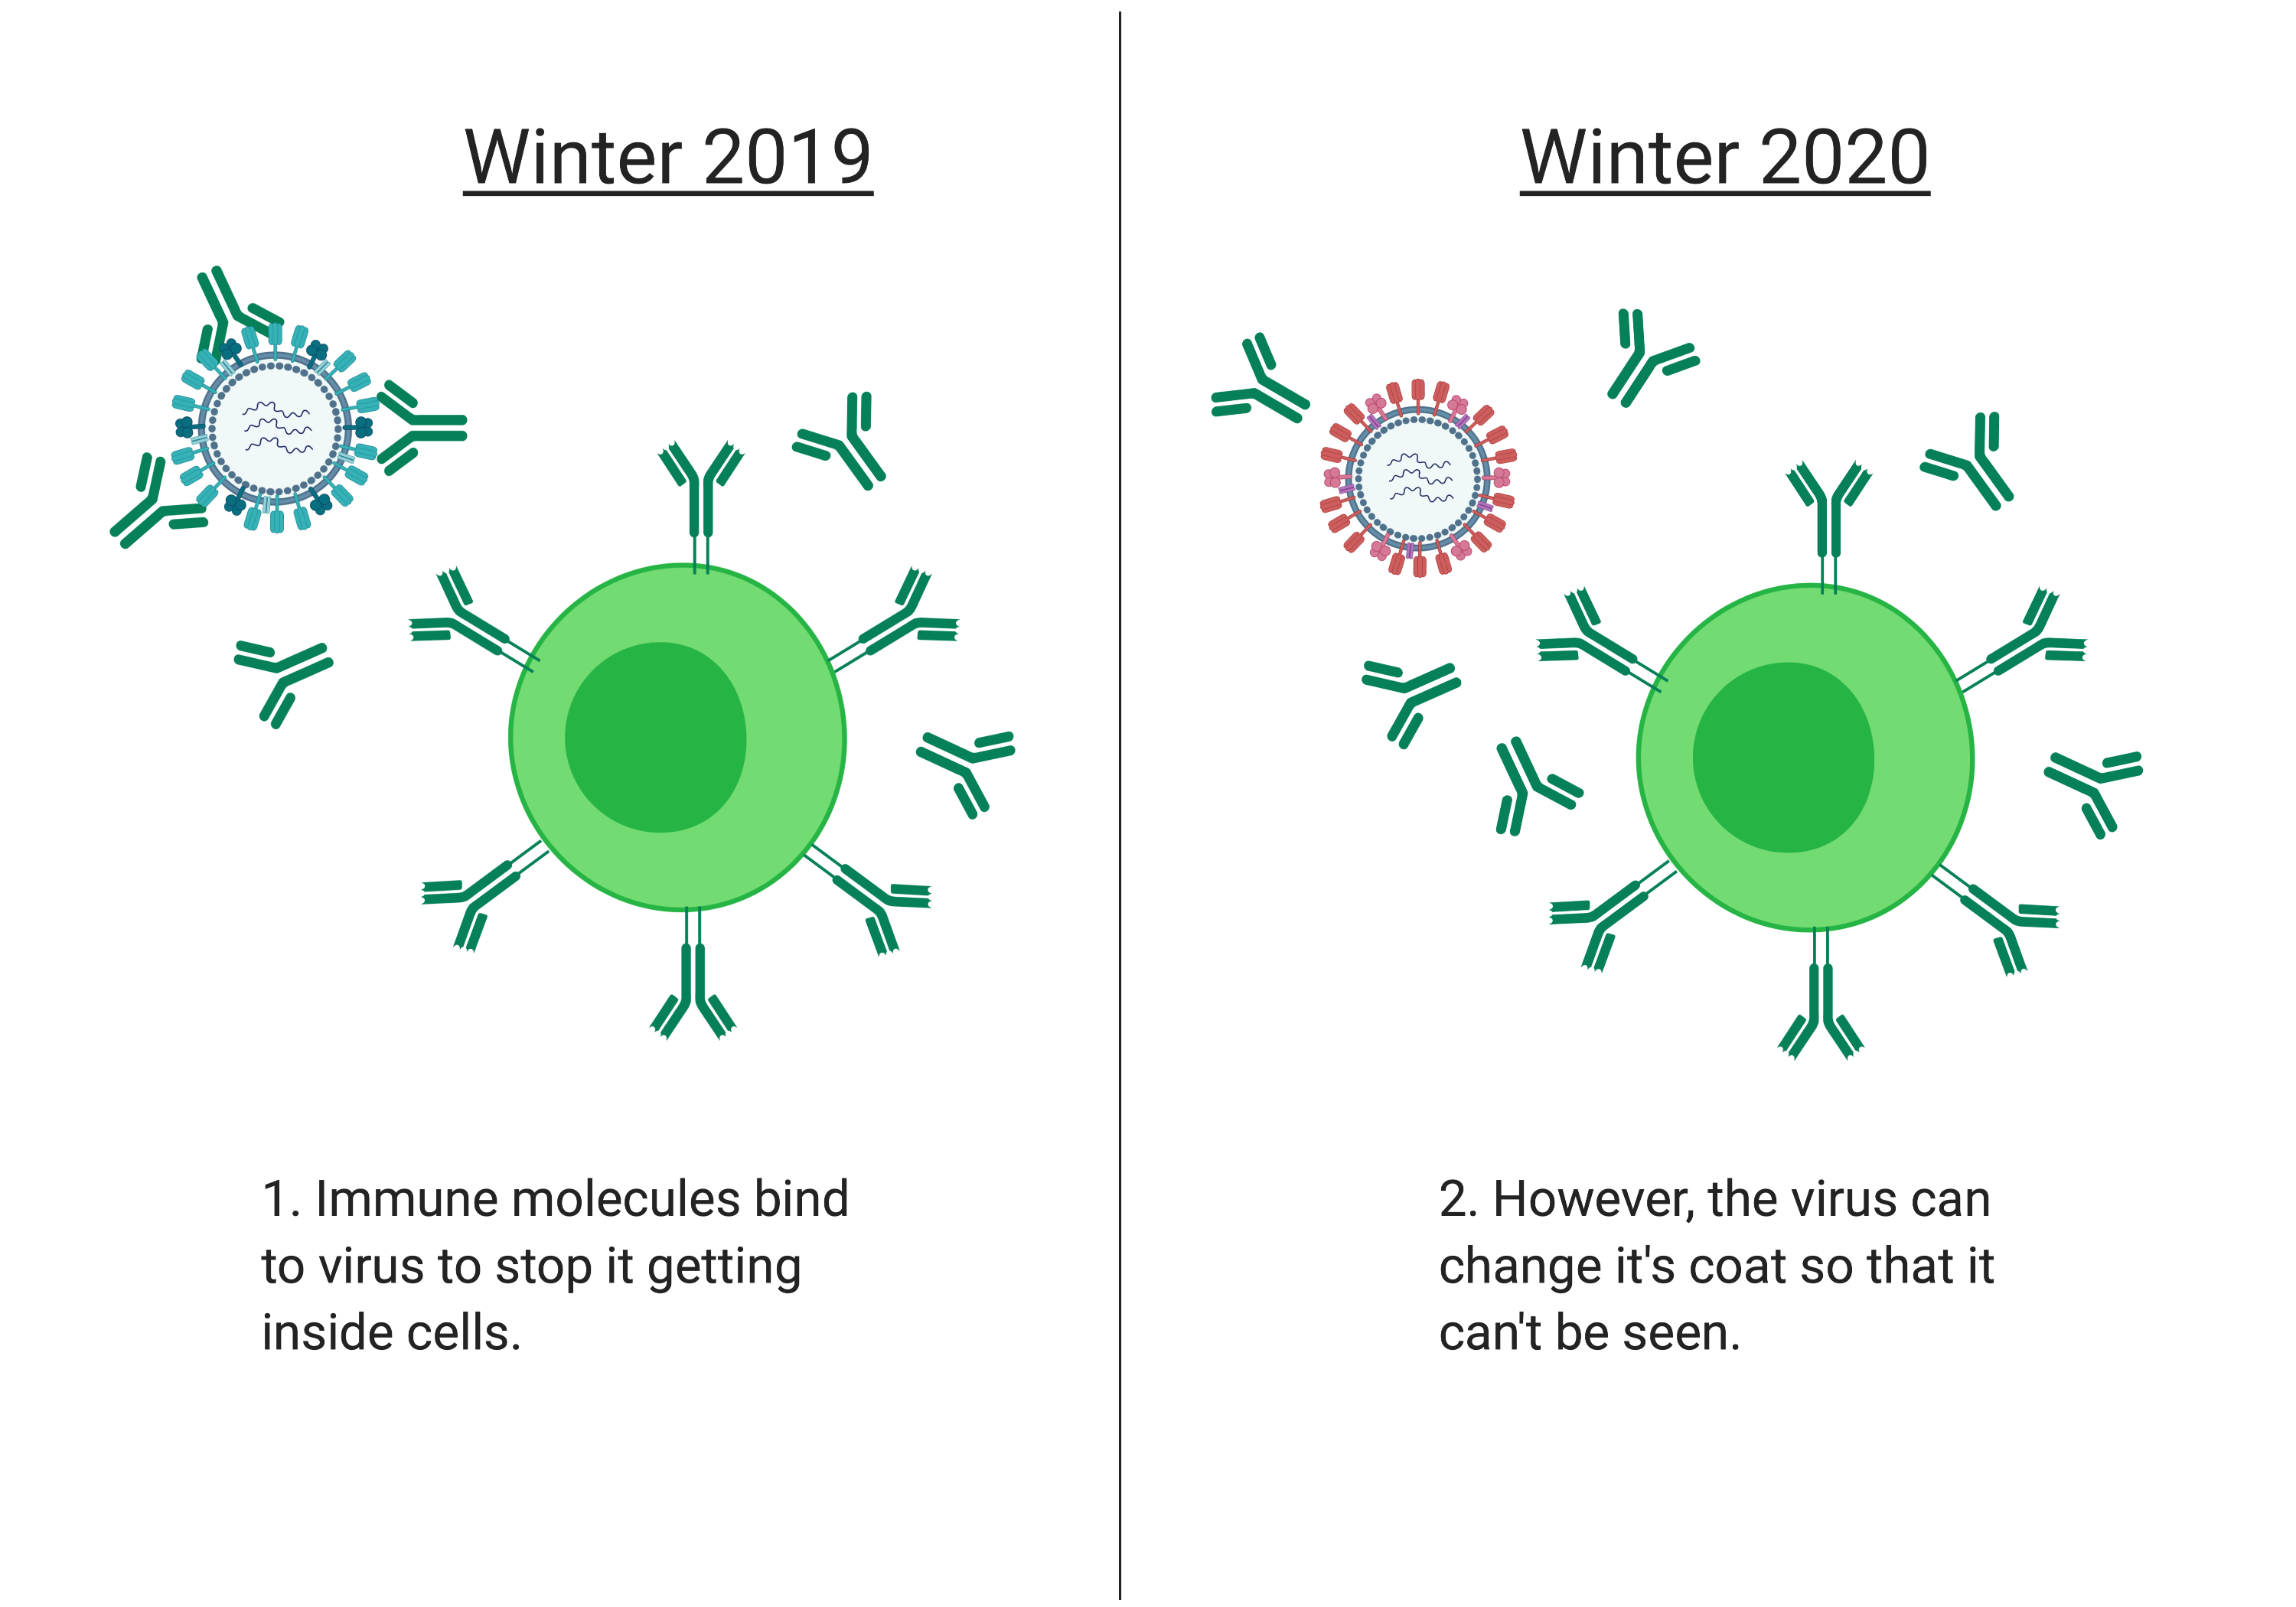 Winter 2019
1. Immune molecules bind
to virus to stop it getting
inside cells.
Winter 2020
2. However, the virus can
change it's coat so that it
can't be seen.